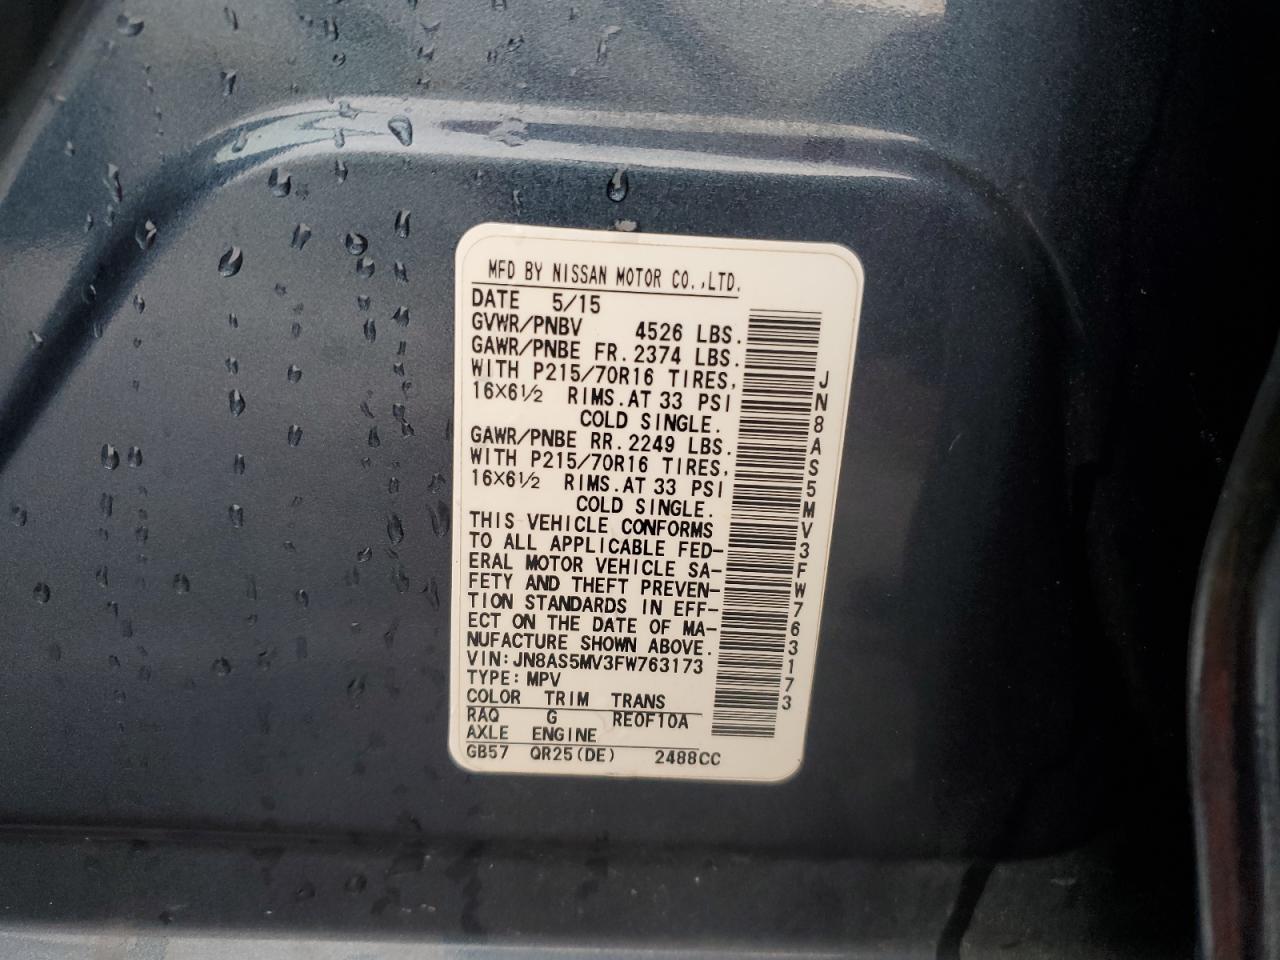 MFD BY NISSAN MOTOR CO.,LTD.
DATE 5/15
GVWR/PNBV 4526 LBS.
GAWR/PNBE FR. 2374 LBS.
WITH P215/70R16 TIRES,
16X6½ RIMS. AT 33 PSI
COLD SINGLE.
GAWR/PNBE RR. 2249 LBS.
WITH P215/70R16 TIRES,
16X6½ RIMS. AT 33 PSI
COLD SINGLE.
THIS VEHICLE CONFORMS
TO ALL APPLICABLE FED-
ERAL MOTOR VEHICLE SA-
FETY AND THEFT PREVEN-
TION STANDARDS IN EFF-
ECT ON THE DATE OF MA-
NUFACTURE SHOWN ABOVE.
VIN: JN8AS5MV3FW763173
TYPE: MPV
COLOR TRIM TRANS
RAQ G RE0F10A
AXLE ENGINE
GB57 QR25(DE) 2488CC
JN8AS5MV3FW763173